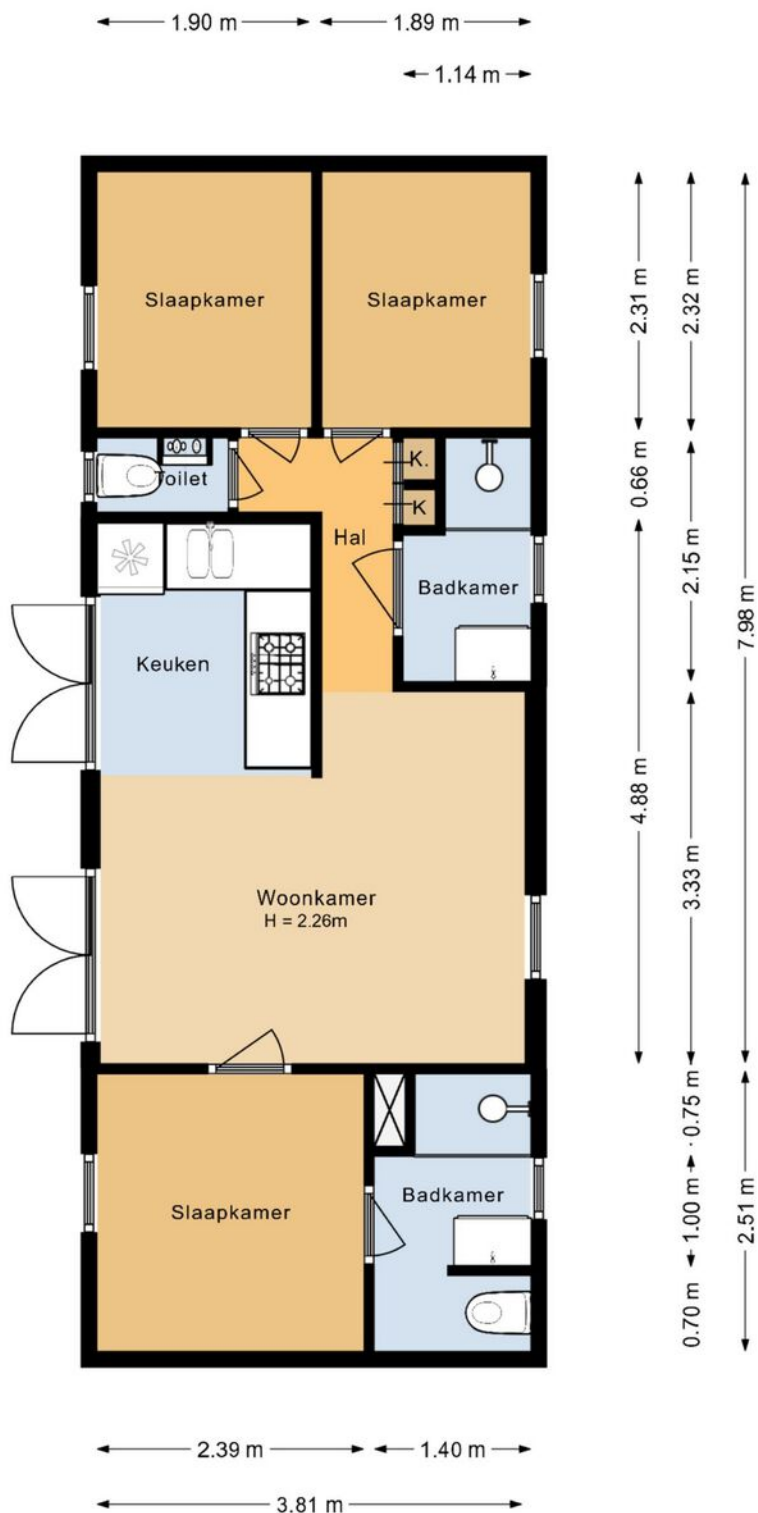 1.90 m
1.89 m
1.14 m
Slaapkamer
Slaapkamer
2.31 m
2.32 m
Toilet
K.
K
Hal
0.66 m
Keuken
Badkamer
2.15 m
7.98 m
4.88 m
3.33 m
Woonkamer
H = 2.26m
Slaapkamer
Badkamer
0.75 m
1.00 m
0.70 m
2.51 m
2.39 m
1.40 m
3.81 m